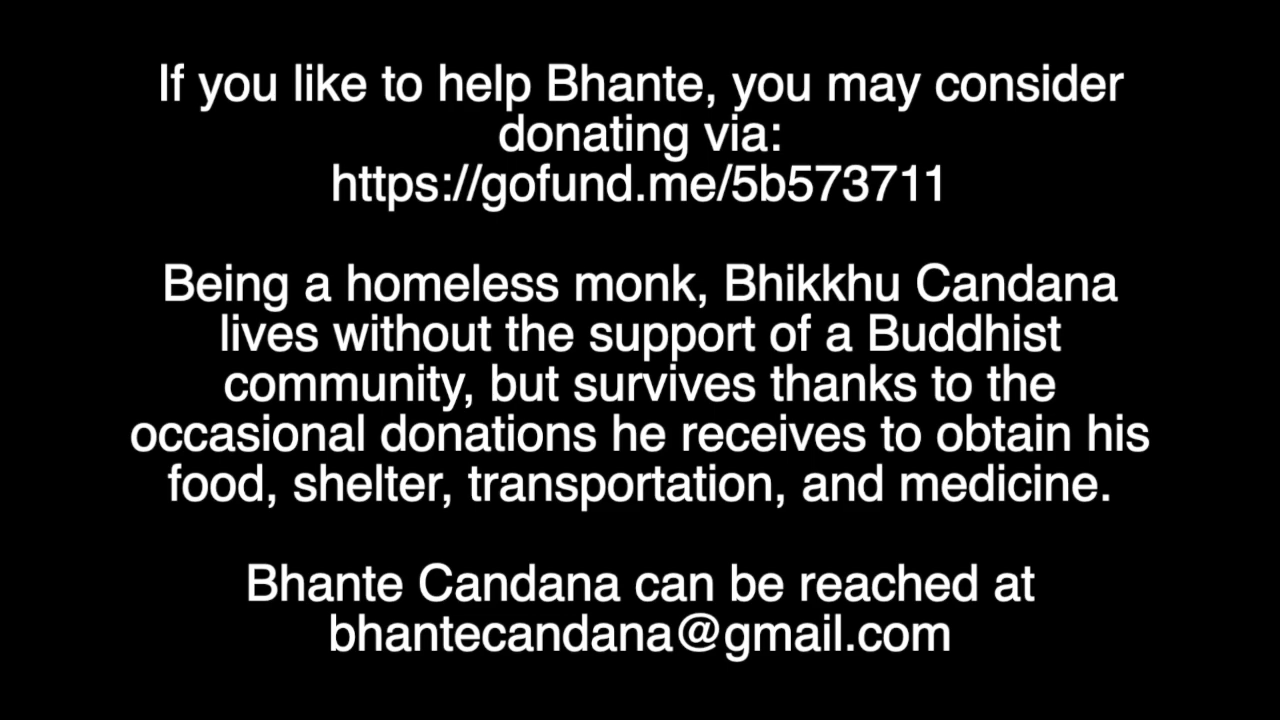 If you like to help Bhante, you may consider
donating via:
https://gofund.me/5b573711
Being a homeless monk, Bhikkhu Candana
lives without the support of a Buddhist
community, but survives thanks to the
occasional donations he receives to obtain his
food, shelter, transportation, and medicine.
Bhante Candana can be reached at
bhantecandana@gmail.com